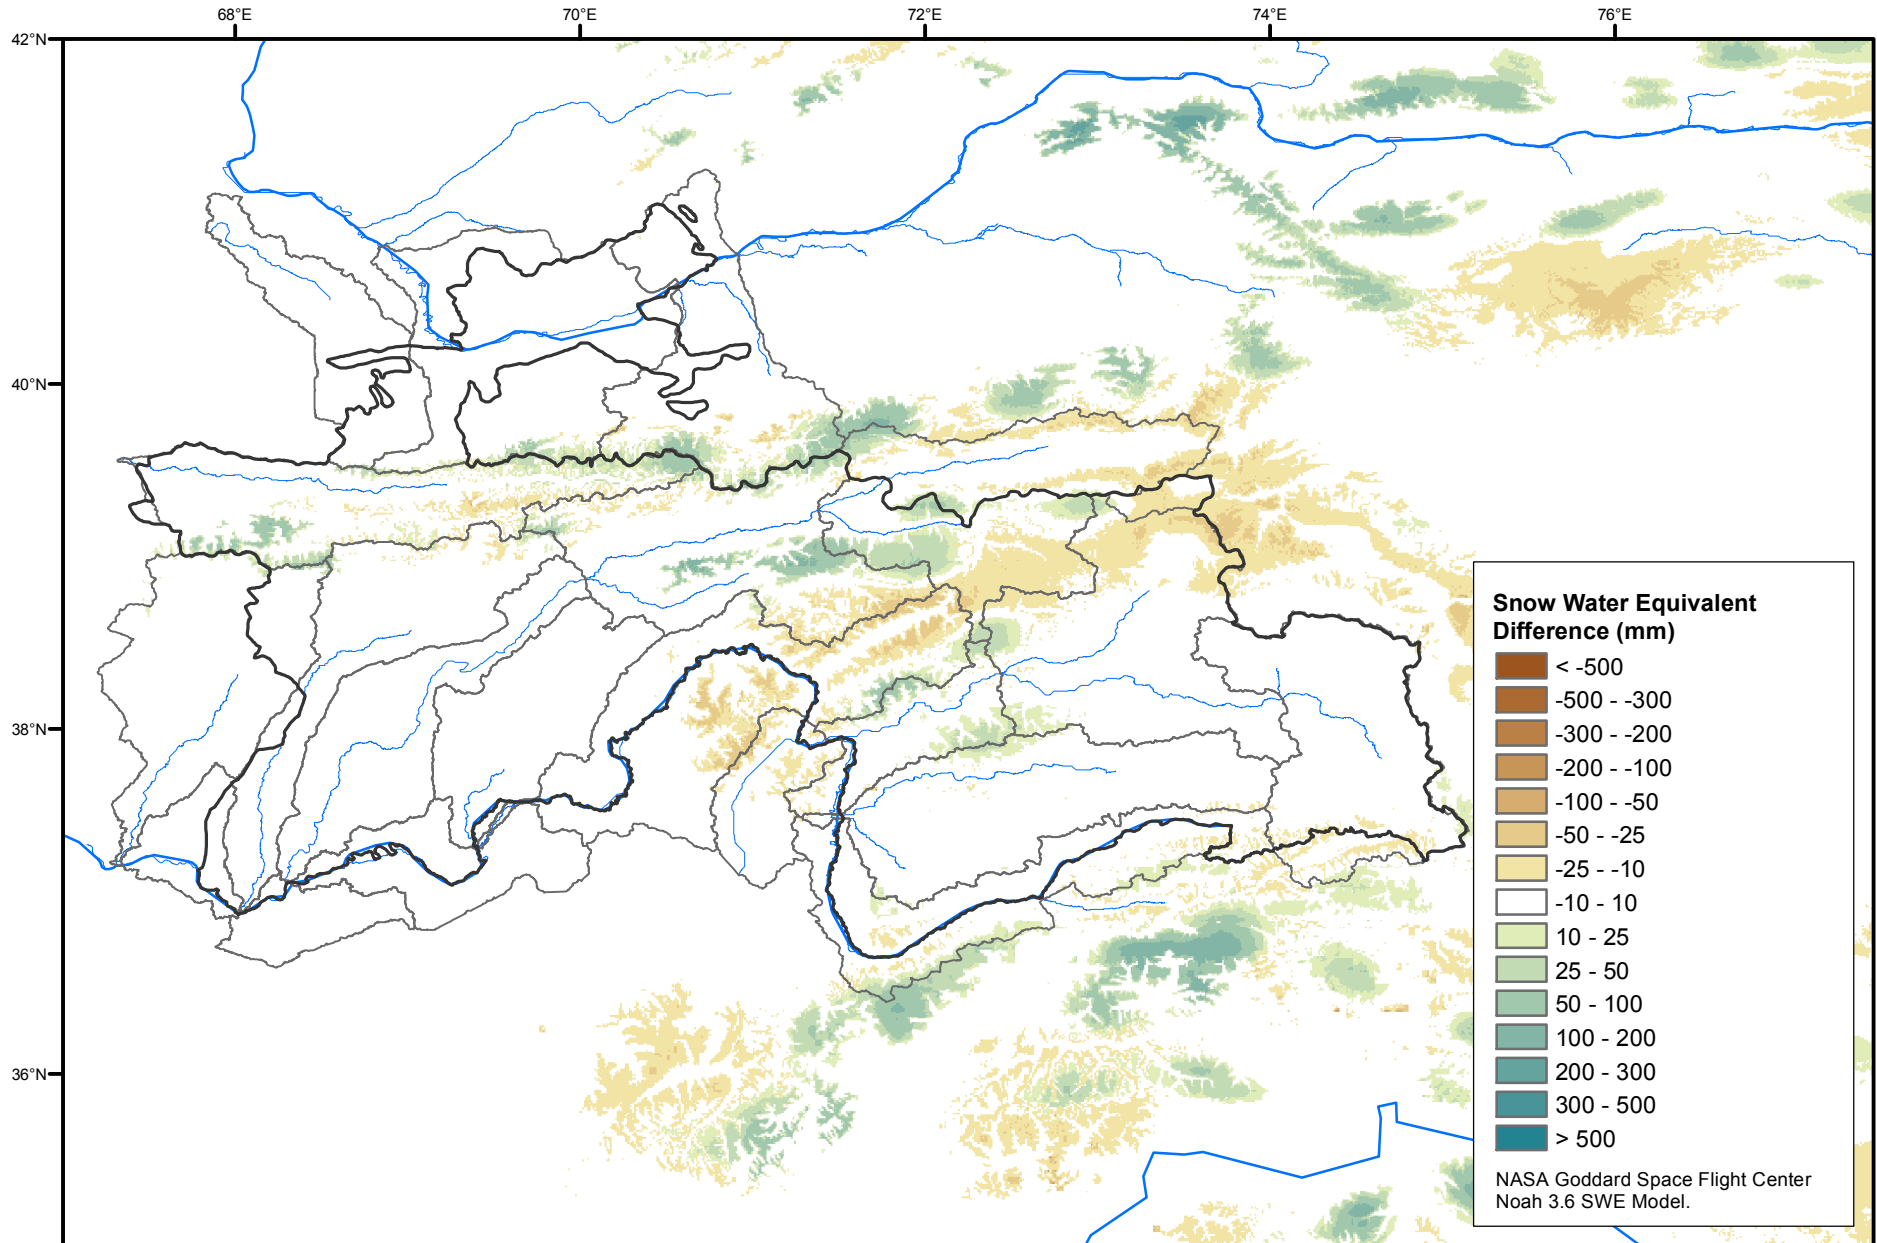 68°E
70°E
72°E
74°E
76°E
42°N
40°N
38°N
36°N
Snow Water Equivalent
Difference (mm)
< -500
-500 - -300
-300 - -200
-200 - -100
-100 - -50
-50 - -25
-25 - -10
-10 - 10
10 - 25
25 - 50
50 - 100
100 - 200
200 - 300
300 - 500
> 500
NASA Goddard Space Flight Center
Noah 3.6 SWE Model.